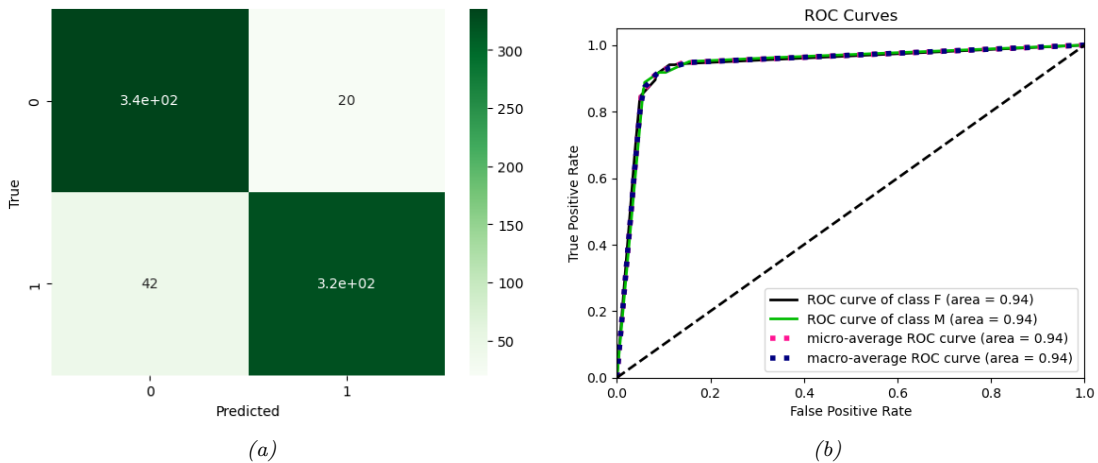 0
1
True
3.4e+02
20
42
3.2e+02
0
1
Predicted
300
250
200
150
100
50
(a)
ROC Curves
1.0
0.8
0.6
0.4
0.2
0.0
True Positive Rate
ROC curve of class F (area = 0.94)
ROC curve of class M (area = 0.94)
micro-average ROC curve (area = 0.94)
macro-average ROC curve (area = 0.94)
0.0
0.2
0.4
0.6
0.8
1.0
False Positive Rate
(b)